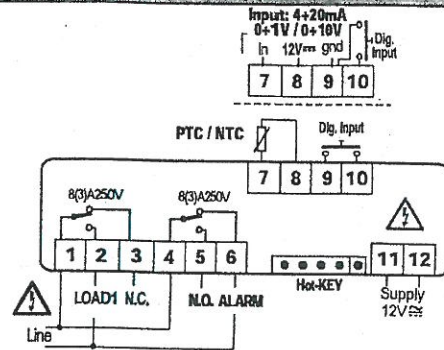 Input: 4÷20mA
0÷1V / 0÷10V
Dig. Input
In 12V gnd
7 8 9 10
PTC / NTC
Dig. Input
7 8 9 10
8(3)A250V 8(3)A250V
1 2 3 4 5 6 11 12
LOAD1 N.C. N.O. ALARM Hot-KEY Supply
12V
Line